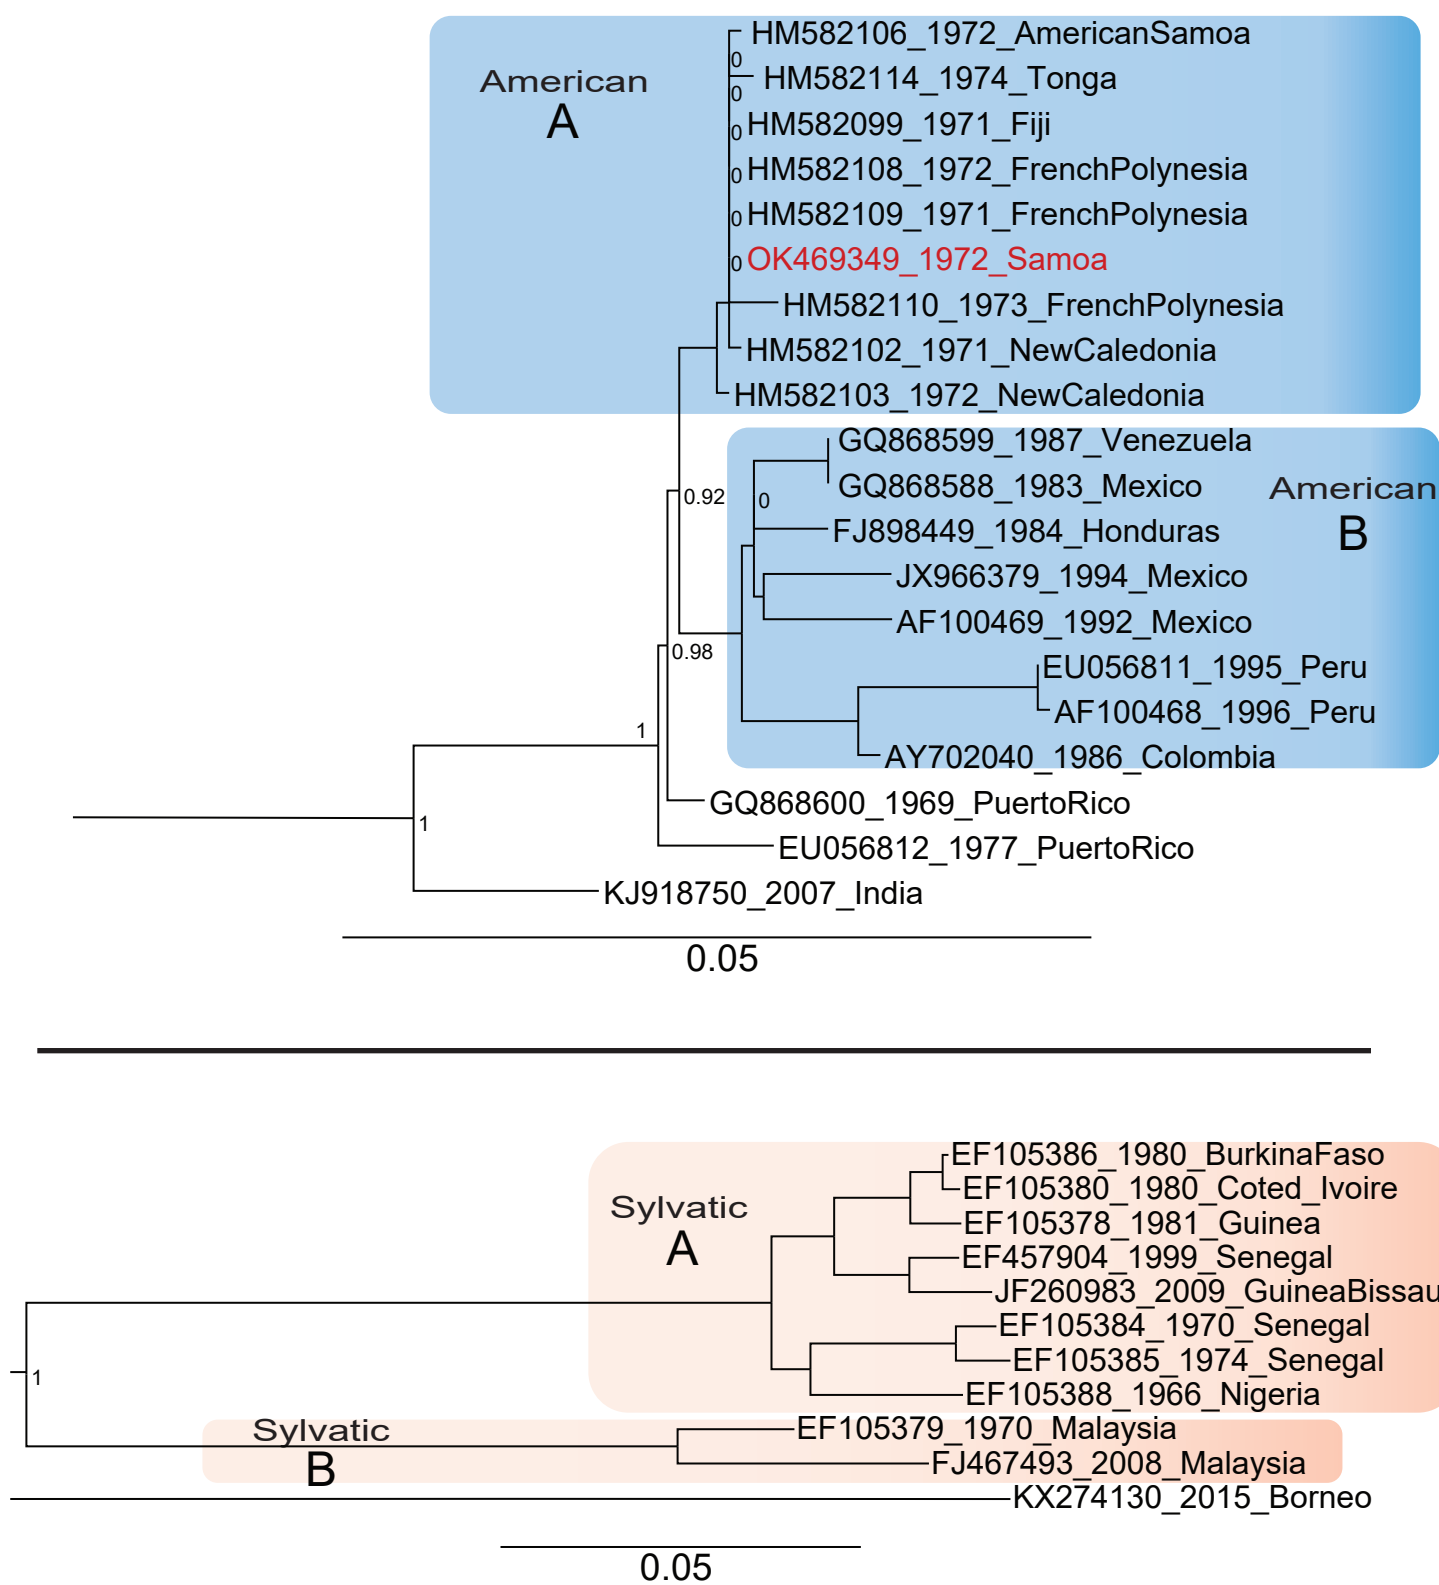 HM582106_1972_AmericanSamoa
0
American
HM582114_1974_Tonga
0
A
0
HM582099_1971_Fiji
0
HM582108_1972_FrenchPolynesia
0
HM582109_1971_FrenchPolynesia
0
OK469349_1972_Samoa
HM582110_1973_FrenchPolynesia
HM582102_1971_NewCaledonia
HM582103_1972_NewCaledonia
GQ868599_1987_Venezuela
GQ868588_1983_Mexico
American
0.92
0
FJ898449_1984_Honduras
B
JX966379_1994_Mexico
AF100469_1992_Mexico
0.98
EU056811_1995_Peru
AF100468_1996_Peru
1
AY702040_1986_Colombia
GQ868600_1969_PuertoRico
1
EU056812_1977_PuertoRico
KJ918750_2007_India
0.05
EF105386_1980_BurkinaFaso
EF105380_1980_Coted_Ivoire
Sylvatic
EF105378_1981_Guinea
A
EF457904_1999_Senegal
JF260983_2009_GuineaBissau
EF105384_1970_Senegal
EF105385_1974_Senegal
1
EF105388_1966_Nigeria
Sylvatic
EF105379_1970_Malaysia
B
FJ467493_2008_Malaysia
KX274130_2015_Borneo
0.05